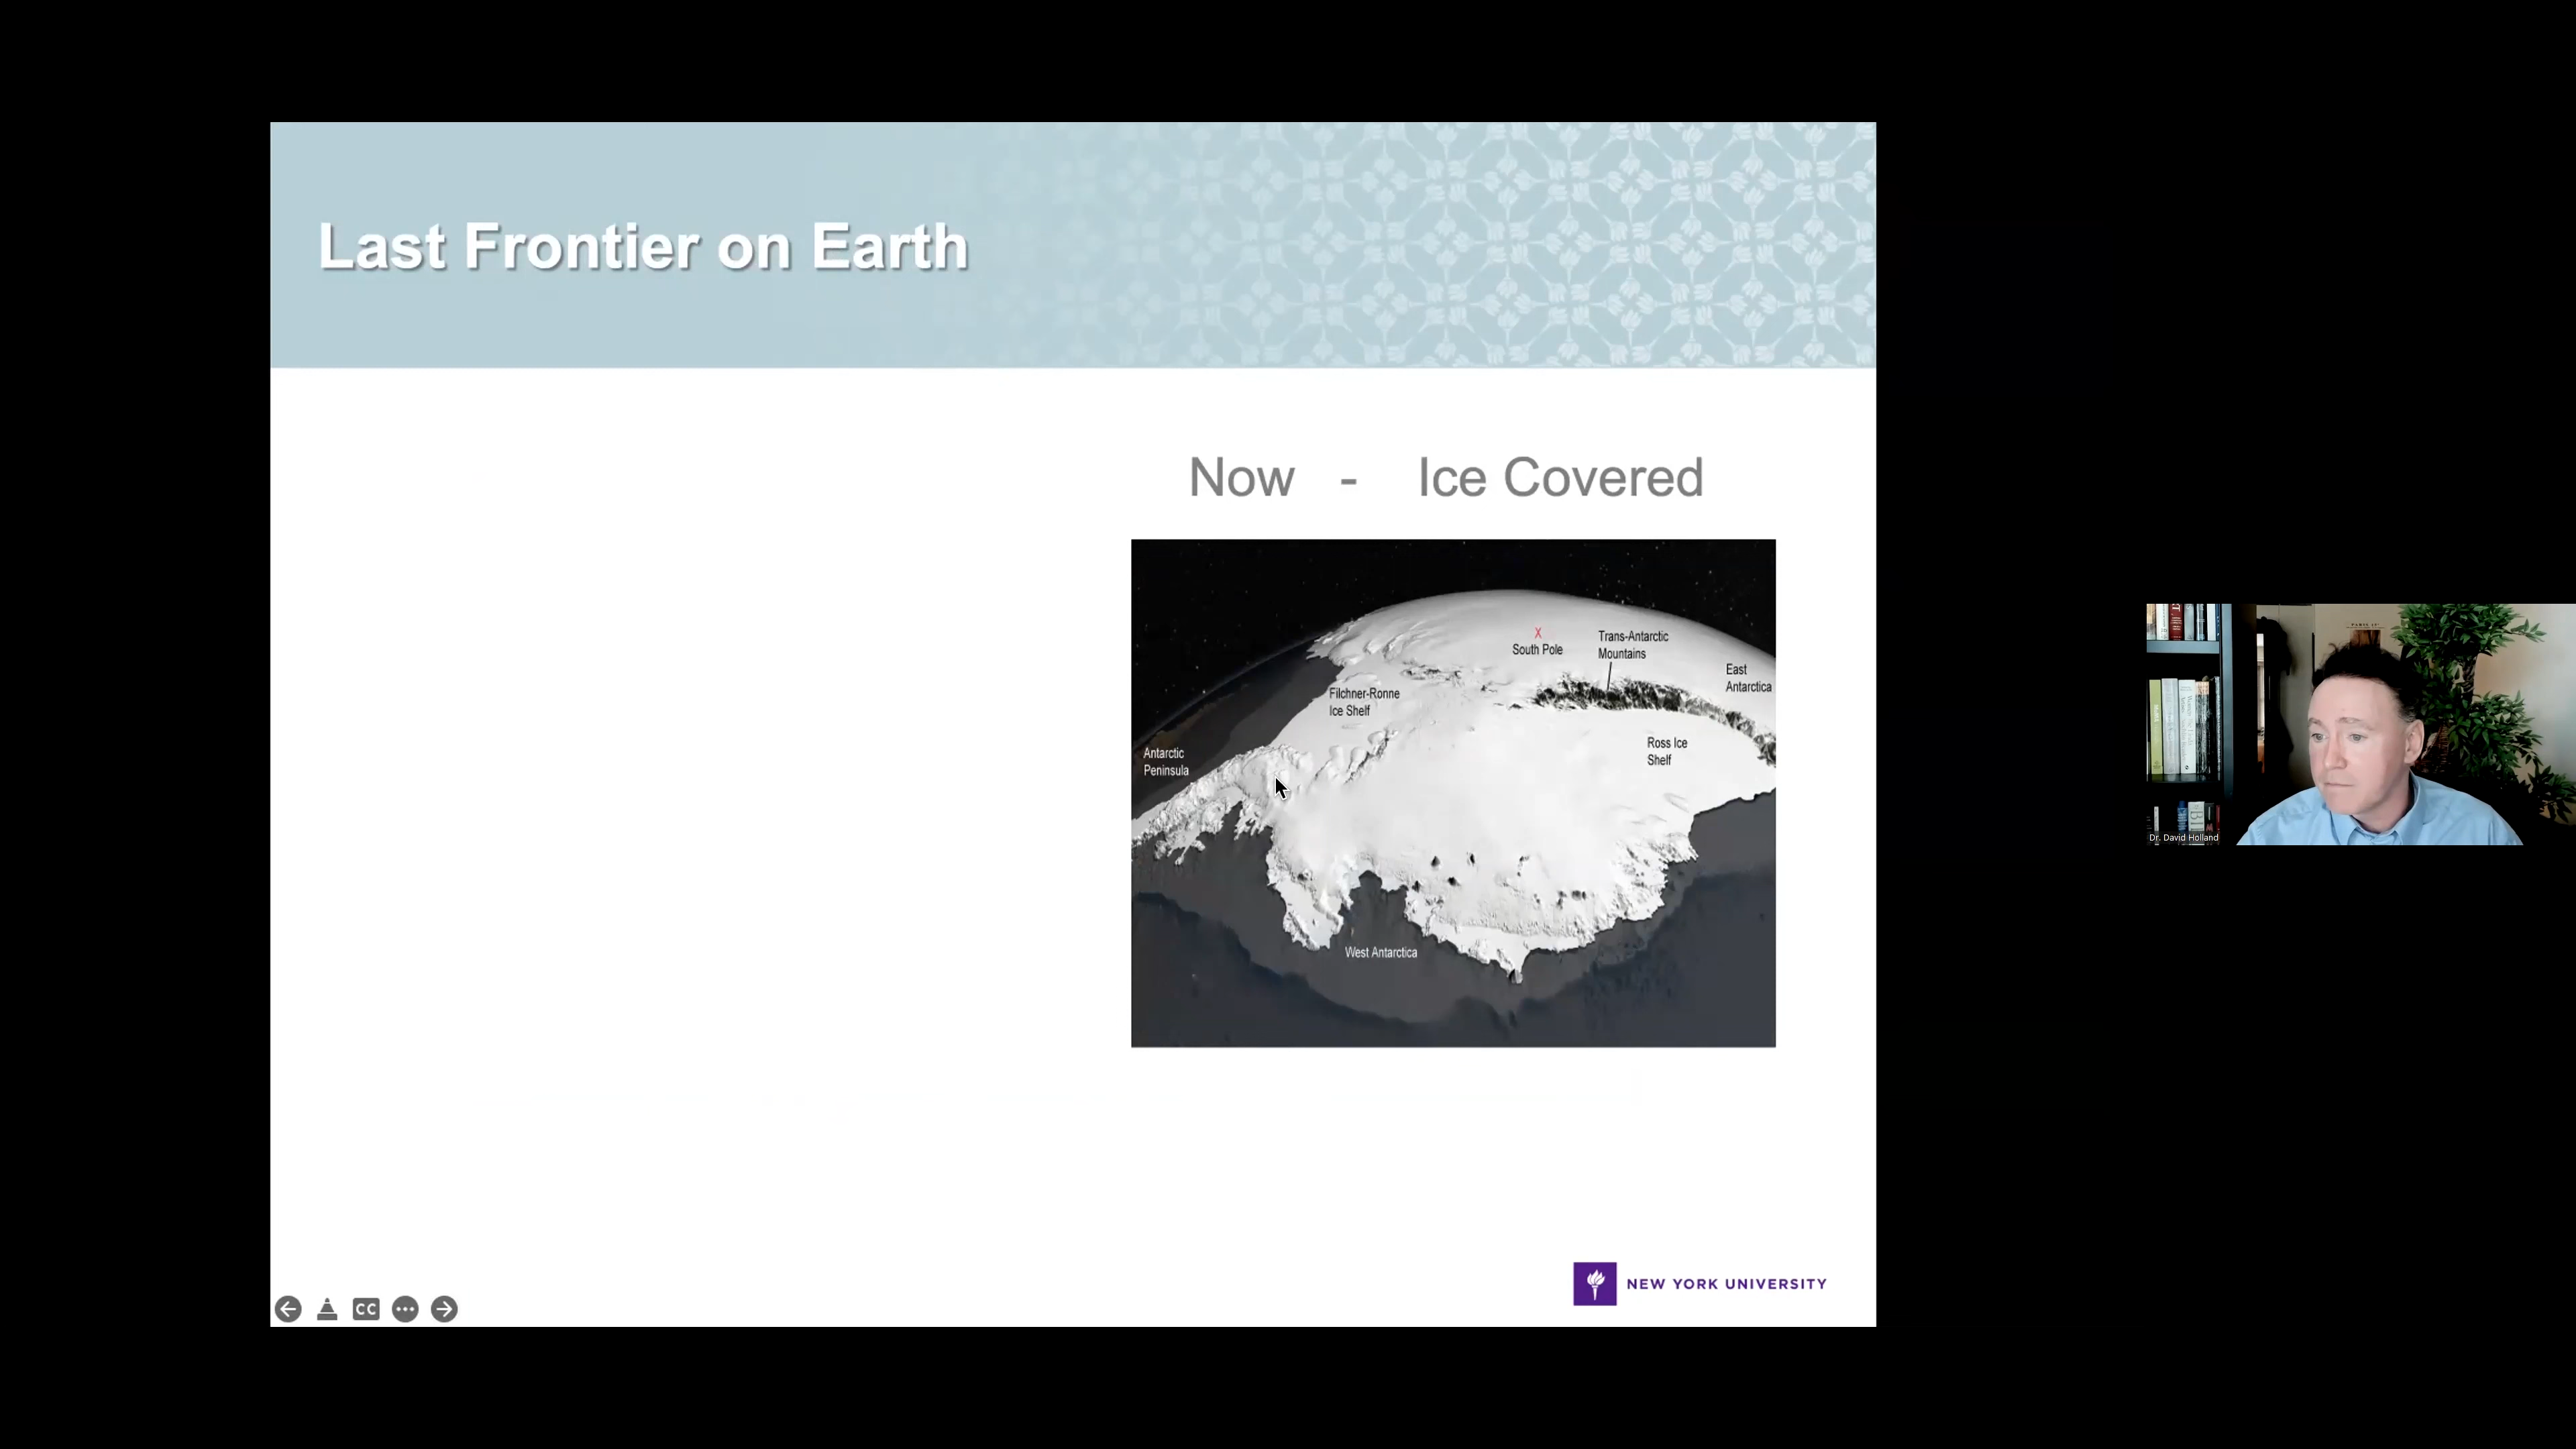 Last Frontier on Earth
Now - Ice Covered
X
South Pole
Trans-Antarctic
Mountains
East
Antarctica
Filchner-Ronne
Ice Shelf
Ross Ice
Shelf
Antarctic
Peninsula
West Antarctica
Dr. David Holland
NEW YORK UNIVERSITY
CC